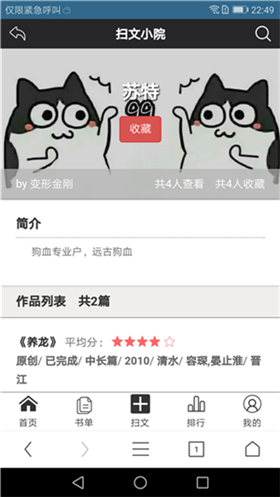 仅限紧急呼叫 22:49
扫文小院
苏特
收藏
by 变形金刚 共4人查看 共4人收藏
简介
狗血专业户，远古狗血
作品列表 共2篇
《养龙》 平均分：
原创/ 已完成/ 中长篇/ 2010/ 清水/ 容琛,晏止淮/ 晋
江
首页 书单 扫文 排行 我的
1